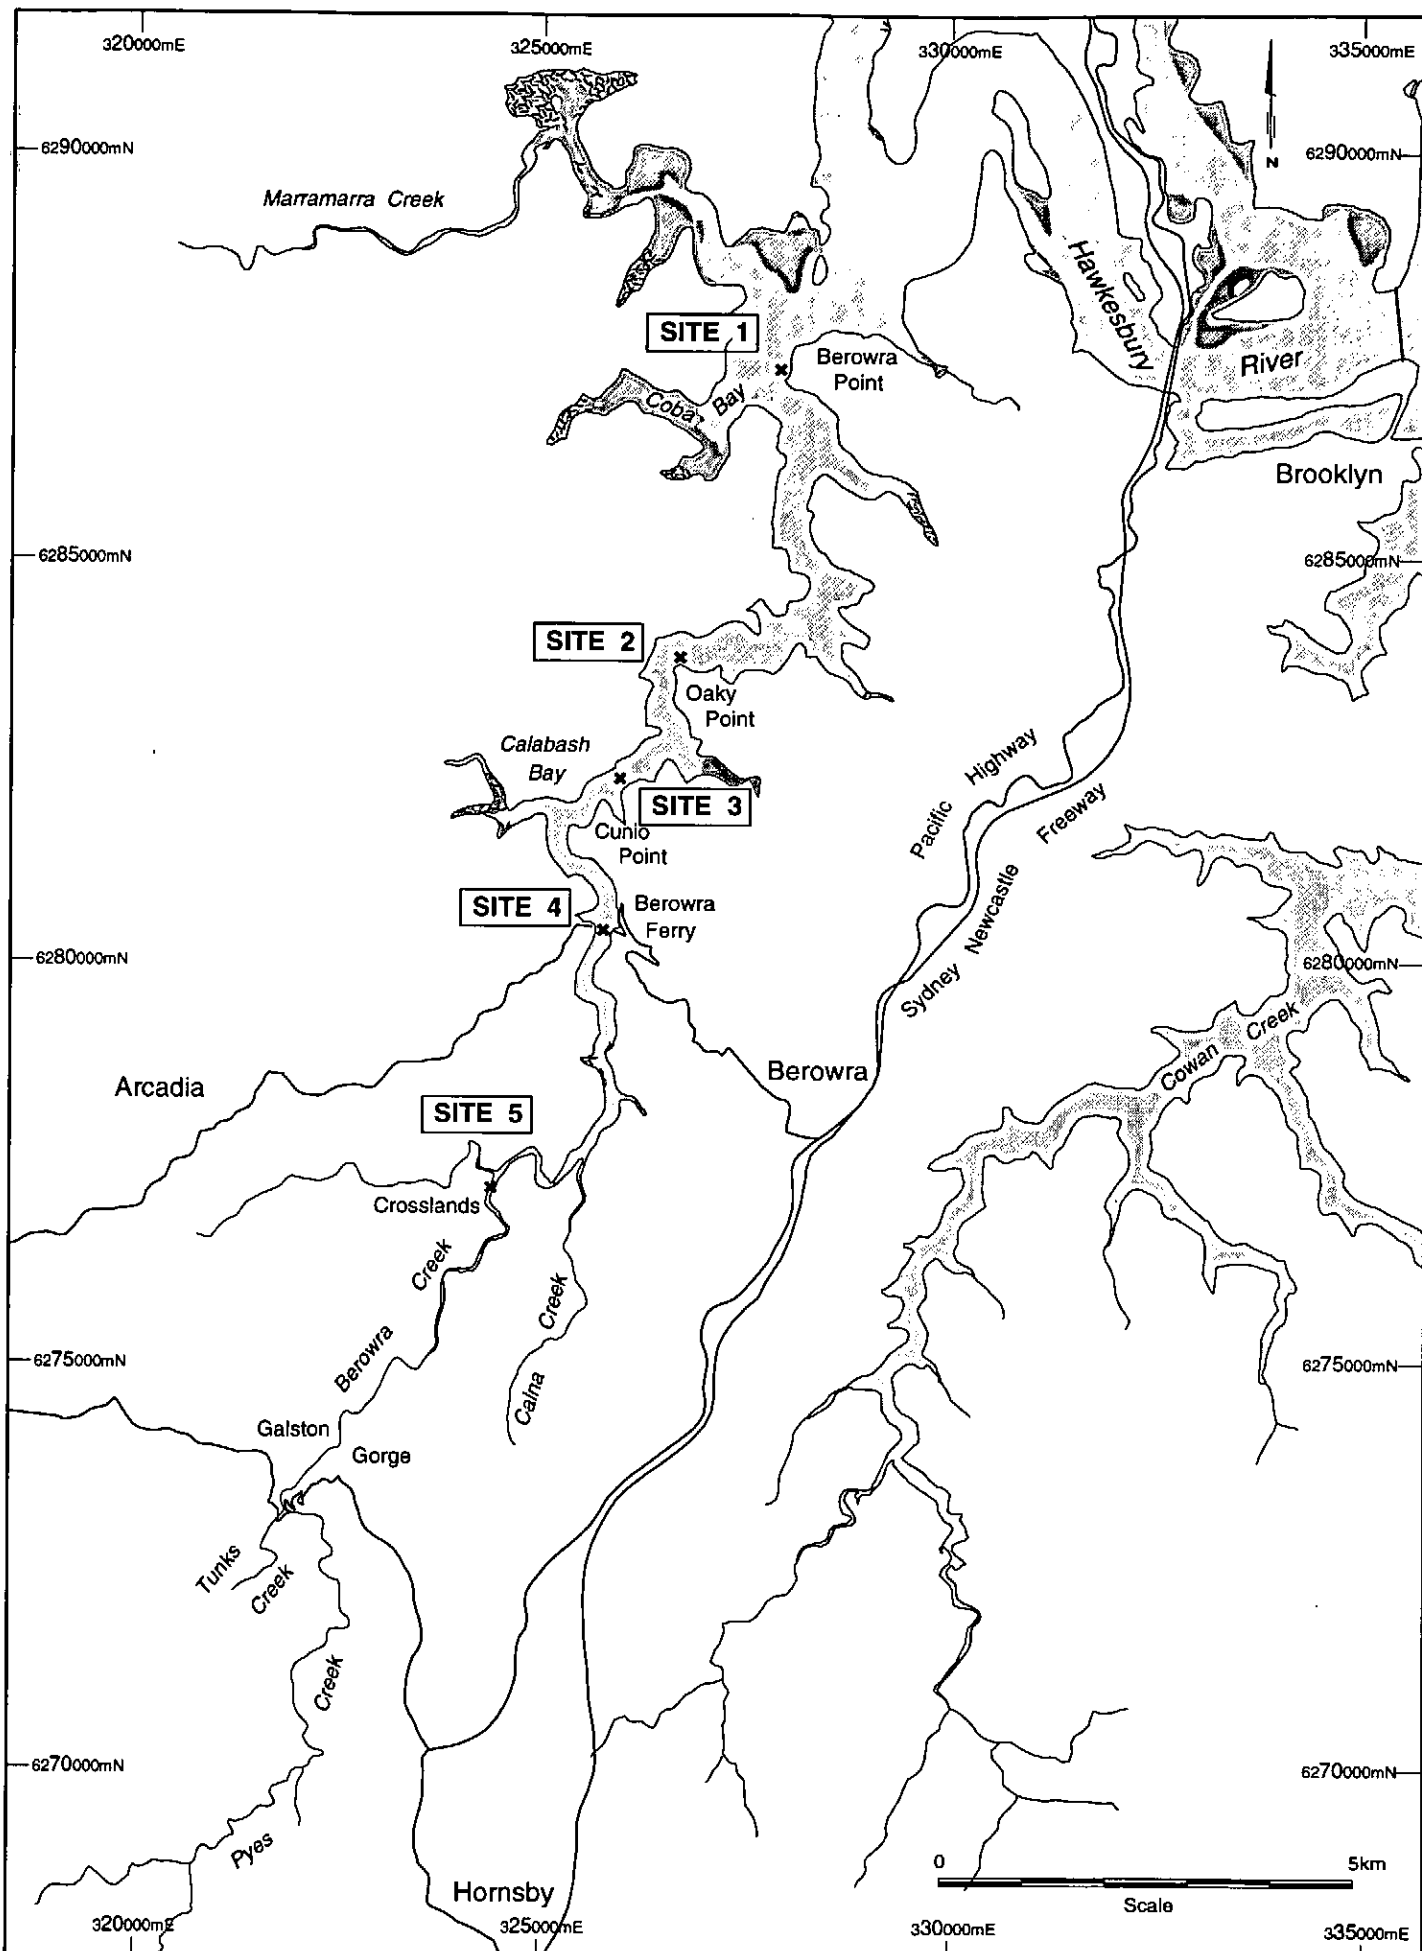 320000mE
325000mE
330000mE
335000mE
6290000mN
6290000mN
N
Marramarra Creek
Hawkesbury
River
SITE 1
Berowra
Point
Coba Bay
Brooklyn
6285000mN
6285000mN
SITE 2
Oaky
Point
Calabash
Bay
SITE 3
Cunio
Point
Pacific Highway
Sydney Newcastle Freeway
SITE 4
Berowra
Ferry
6280000mN
6280000mN
Cowan Creek
Arcadia
Berowra
SITE 5
Crosslands
Berowra Creek
Calna Creek
6275000mN
6275000mN
Galston
Gorge
Tunks
Creek
Pyes Creek
6270000mN
6270000mN
Hornsby
0
5km
Scale
320000mE
325000mE
330000mE
335000mE